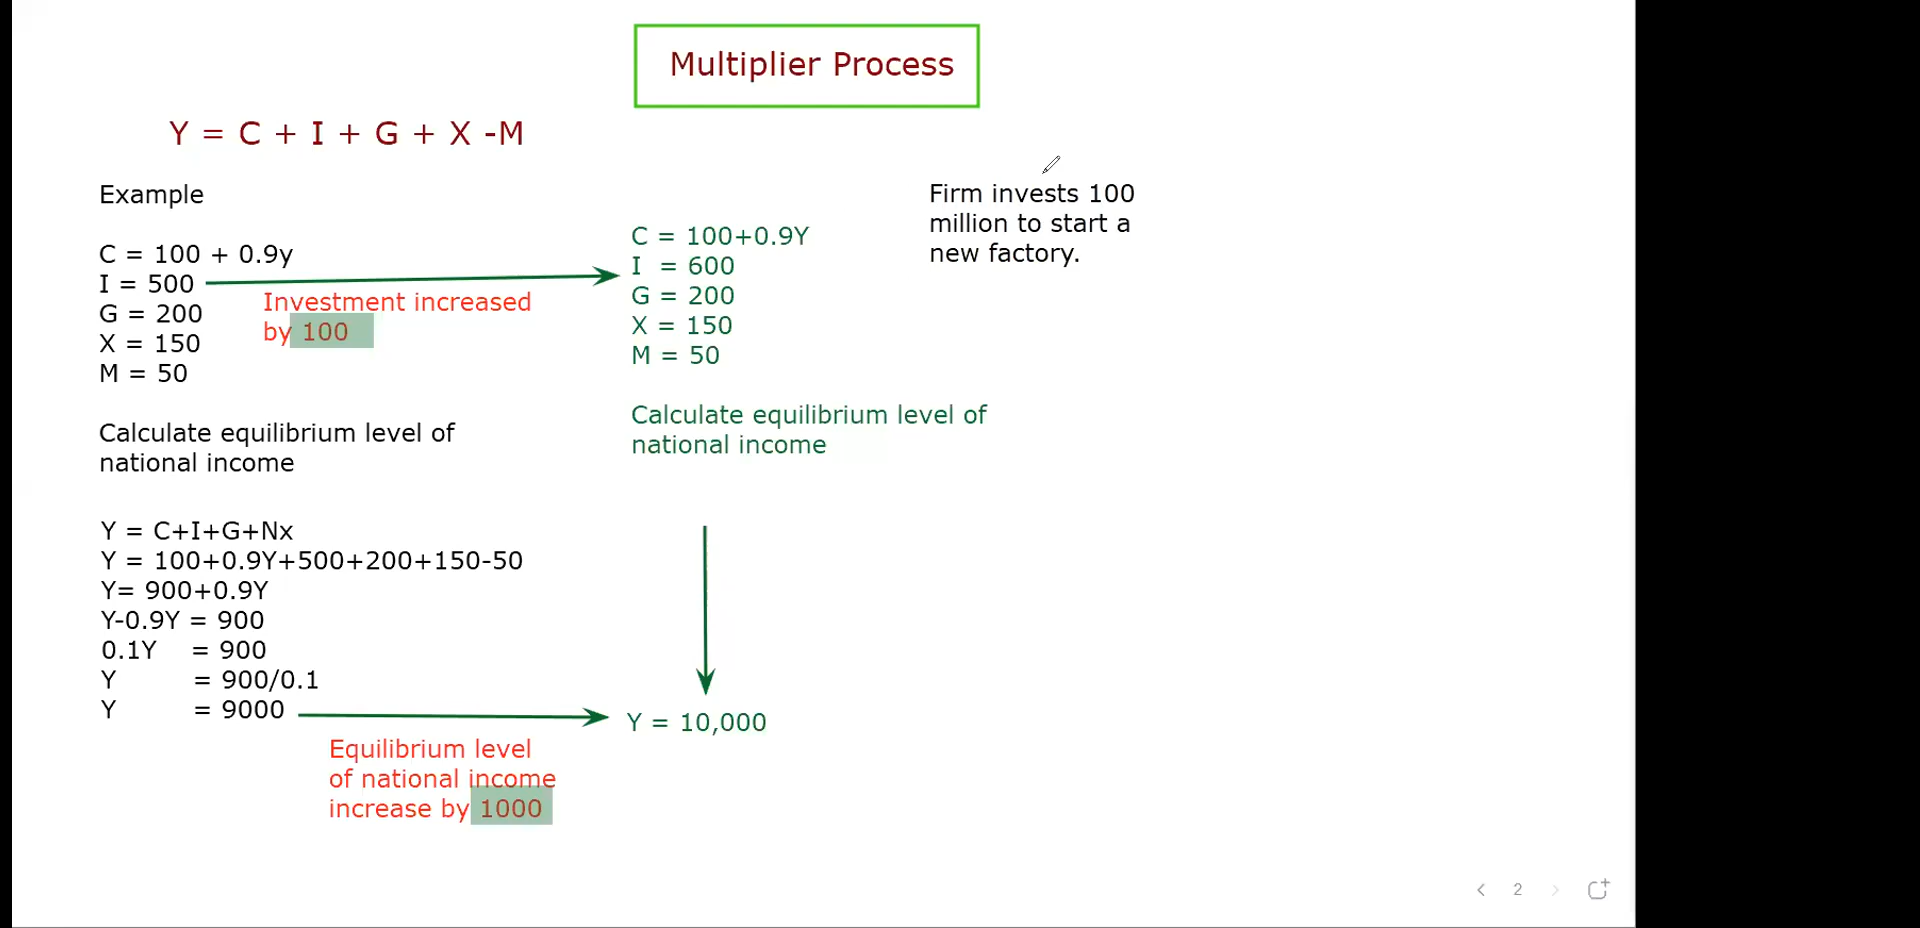 Multiplier Process
Y = C + I + G + X -M
Example
C = 100 + 0.9y
I = 500
G = 200
X = 150
M = 50
Investment increased
by 100
Calculate equilibrium level of
national income
Y = C+I+G+Nx
Y = 100+0.9Y+500+200+150-50
Y= 900+0.9Y
Y-0.9Y = 900
0.1Y = 900
Y = 900/0.1
Y = 9000
Equilibrium level
of national income
increase by 1000
C = 100+0.9Y
I = 600
G = 200
X = 150
M = 50
Calculate equilibrium level of
national income
Y = 10,000
Firm invests 100
million to start a
new factory.
2